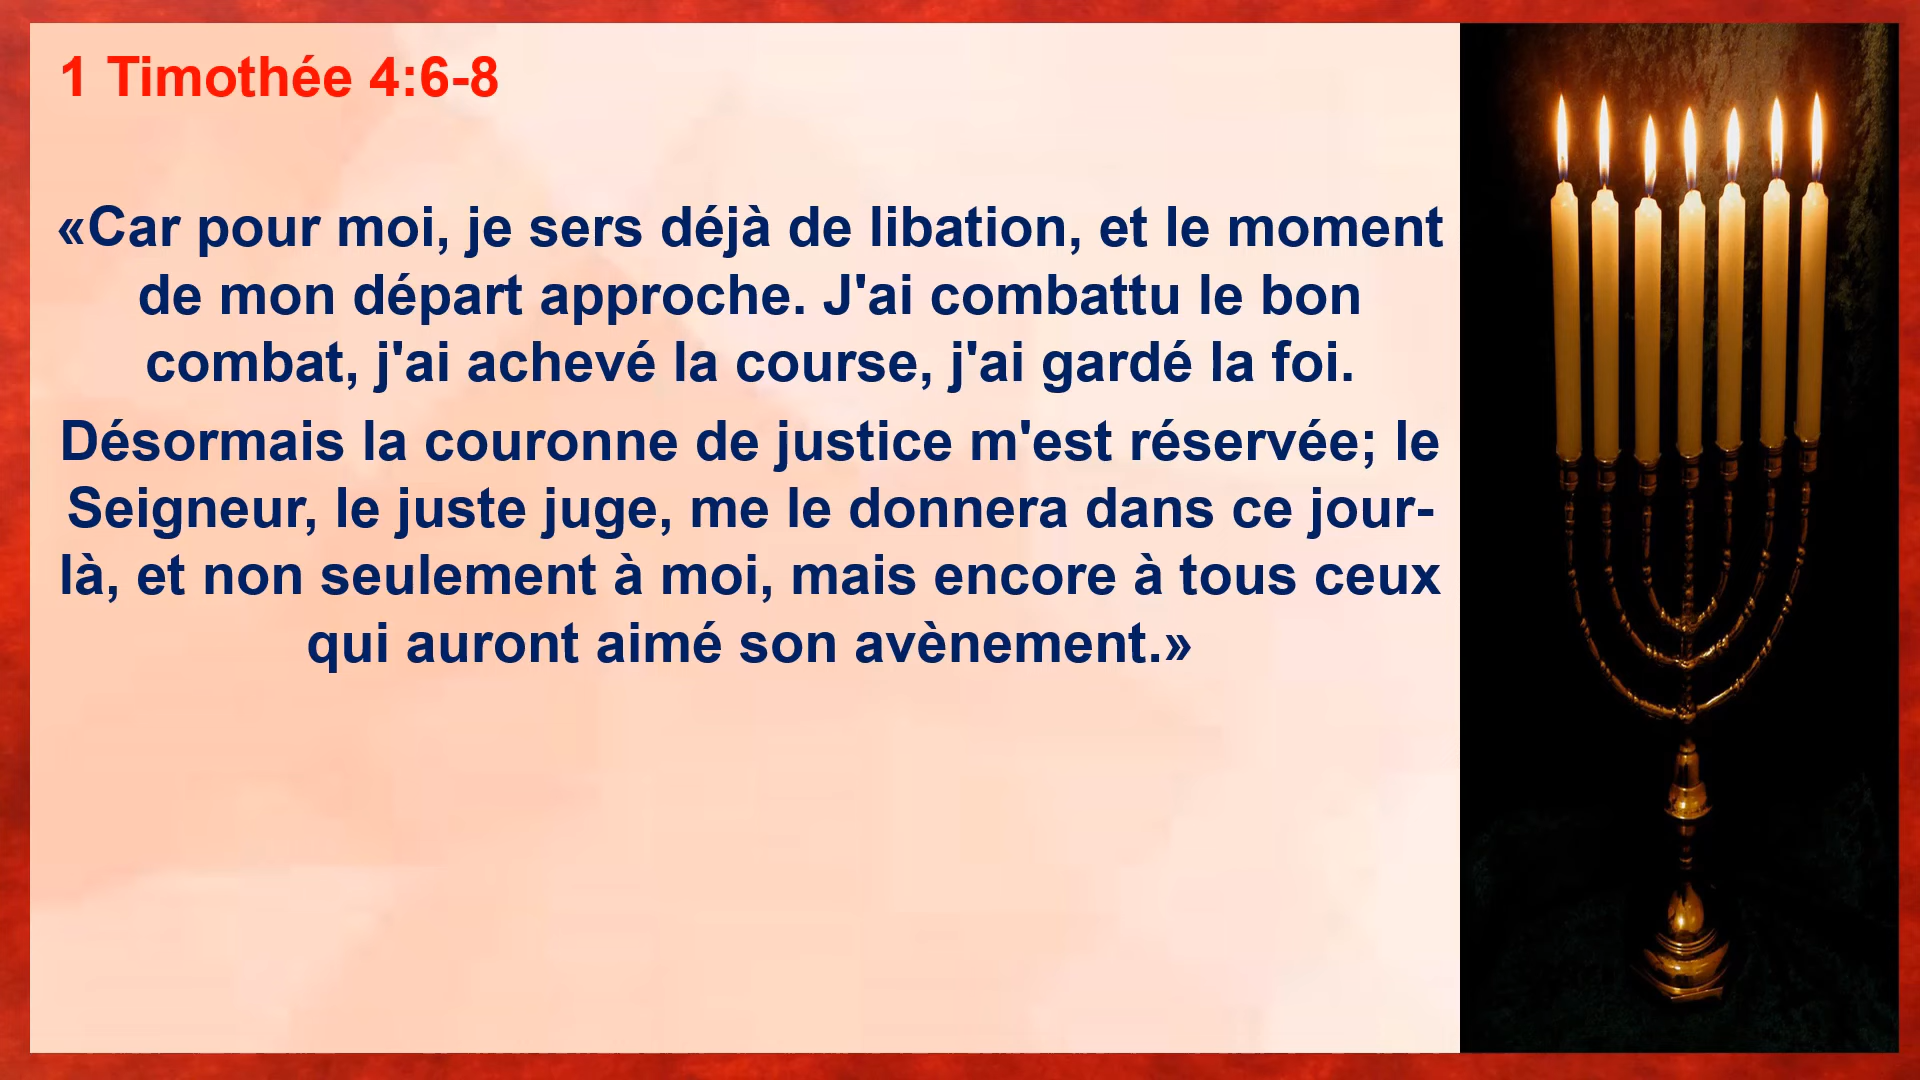 1 Timothée 4:6-8
«Car pour moi, je sers déjà de libation, et le moment
de mon départ approche. J'ai combattu le bon
combat, j'ai achevé la course, j'ai gardé la foi.
Désormais la couronne de justice m'est réservée; le
Seigneur, le juste juge, me le donnera dans ce jour-
là, et non seulement à moi, mais encore à tous ceux
qui auront aimé son avènement.»